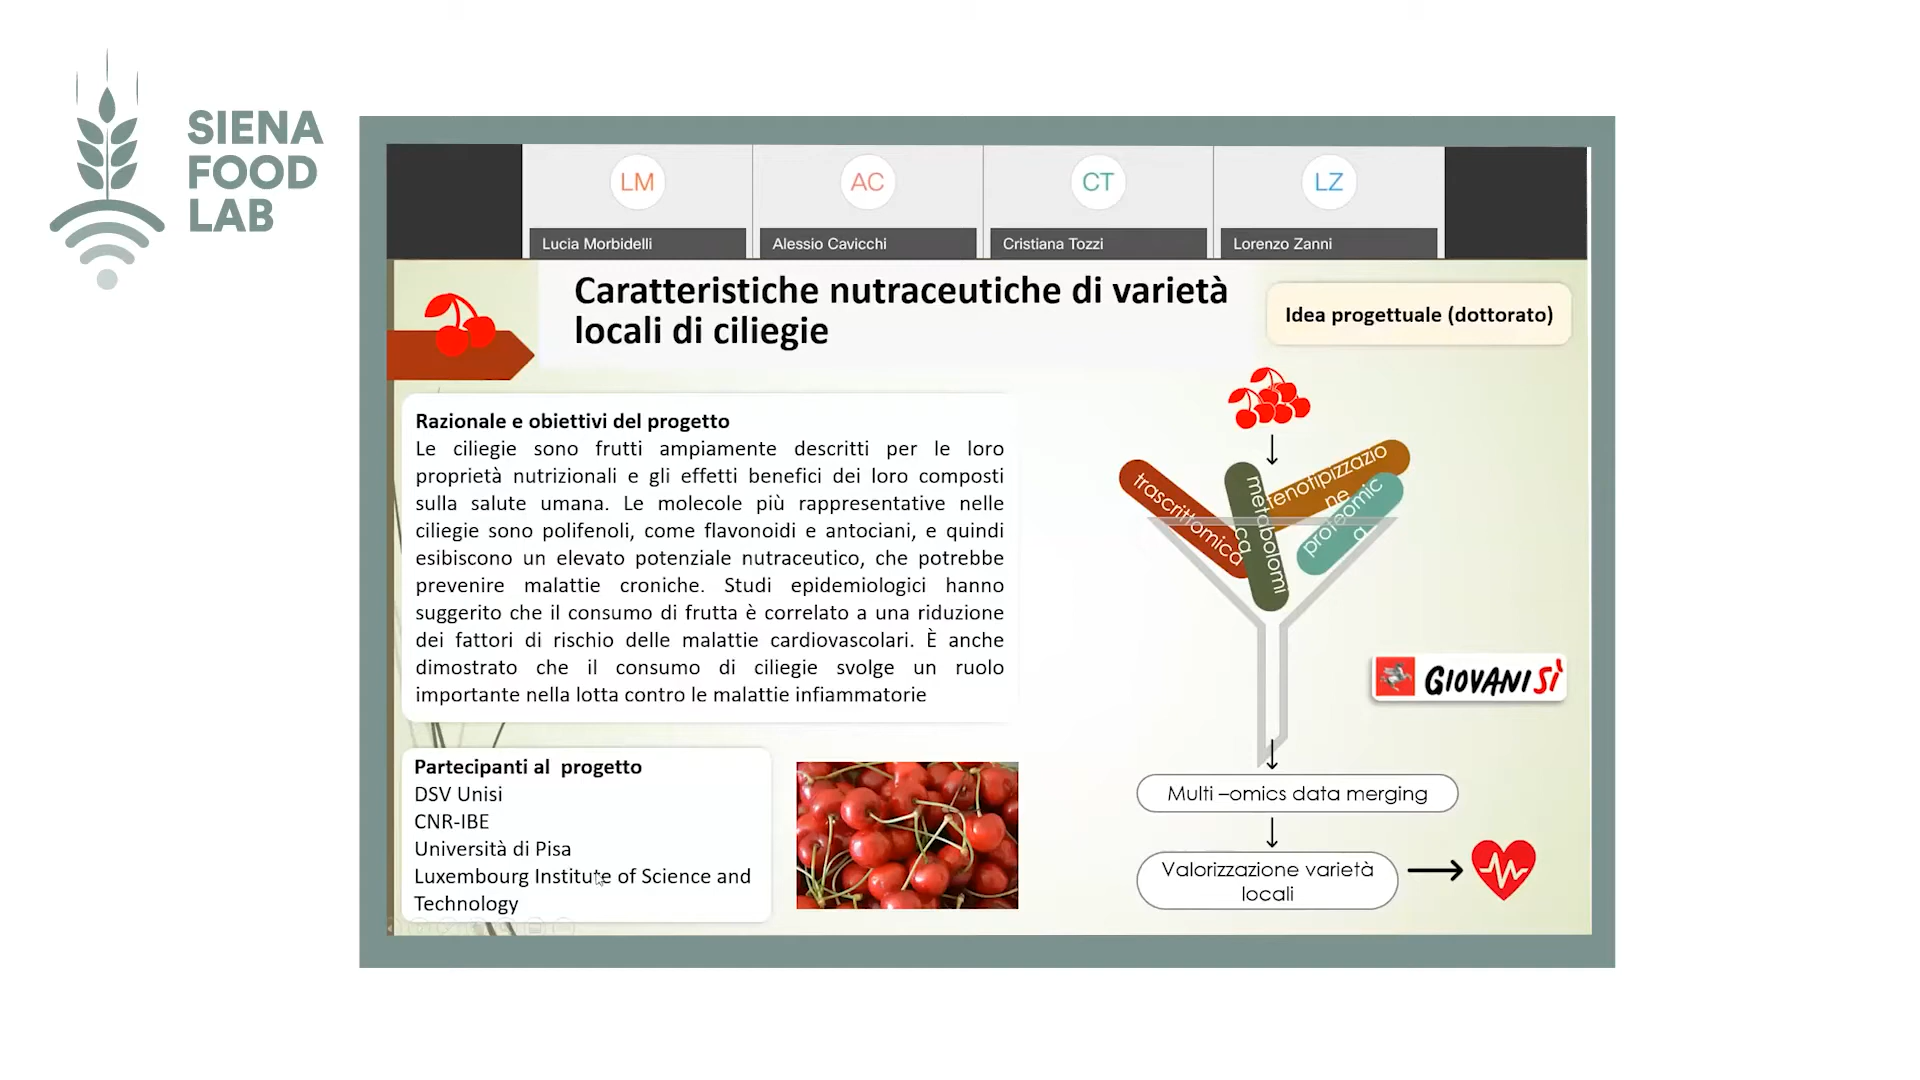 SIENA
FOOD
LAB
LM
AC
CT
LZ
Lucia Morbidelli
Alessio Cavicchi
Cristiana Tozzi
Lorenzo Zanni
Caratteristiche nutraceutiche di varietà
locali di ciliegie
Idea progettuale (dottorato)
Razionale e obiettivi del progetto
Le ciliegie sono frutti ampiamente descritti per le loro
proprietà nutrizionali e gli effetti benefici dei loro composti
sulla salute umana. Le molecole più rappresentative nelle
ciliegie sono polifenoli, come flavonoidi e antociani, e quindi
esibiscono un elevato potenziale nutraceutico, che potrebbe
prevenire malattie croniche. Studi epidemiologici hanno
suggerito che il consumo di frutta è correlato a una riduzione
dei fattori di rischio delle malattie cardiovascolari. È anche
dimostrato che il consumo di ciliegie svolge un ruolo
importante nella lotta contro le malattie infiammatorie
trascrittomica
metabolomi
ca
fenotipizzazio
ne
proteomic
a
GIOVANISÌ
Partecipanti al progetto
DSV Unisi
CNR-IBE
Università di Pisa
Luxembourg Institute of Science and
Technology
Multi –omics data merging
Valorizzazione varietà
locali